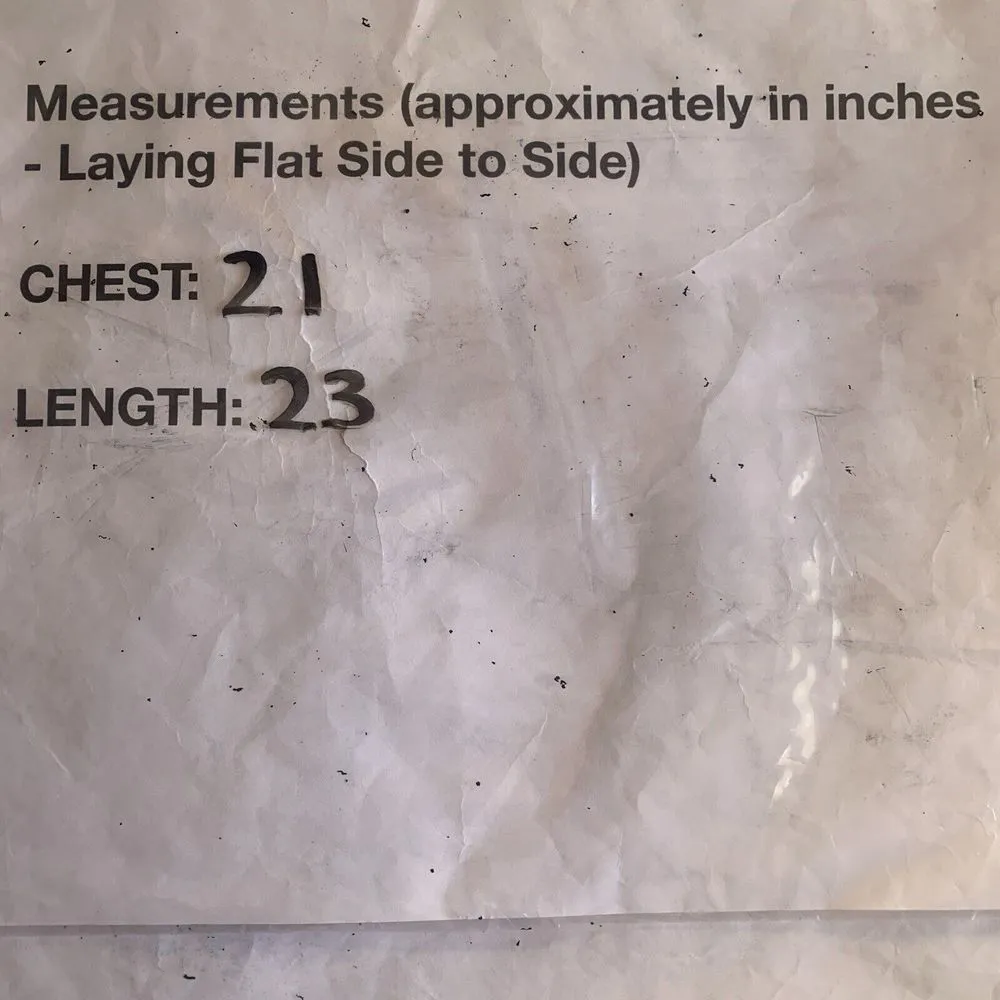 Measurements (approximately in inches
- Laying Flat Side to Side)
CHEST: 21
LENGTH: 23